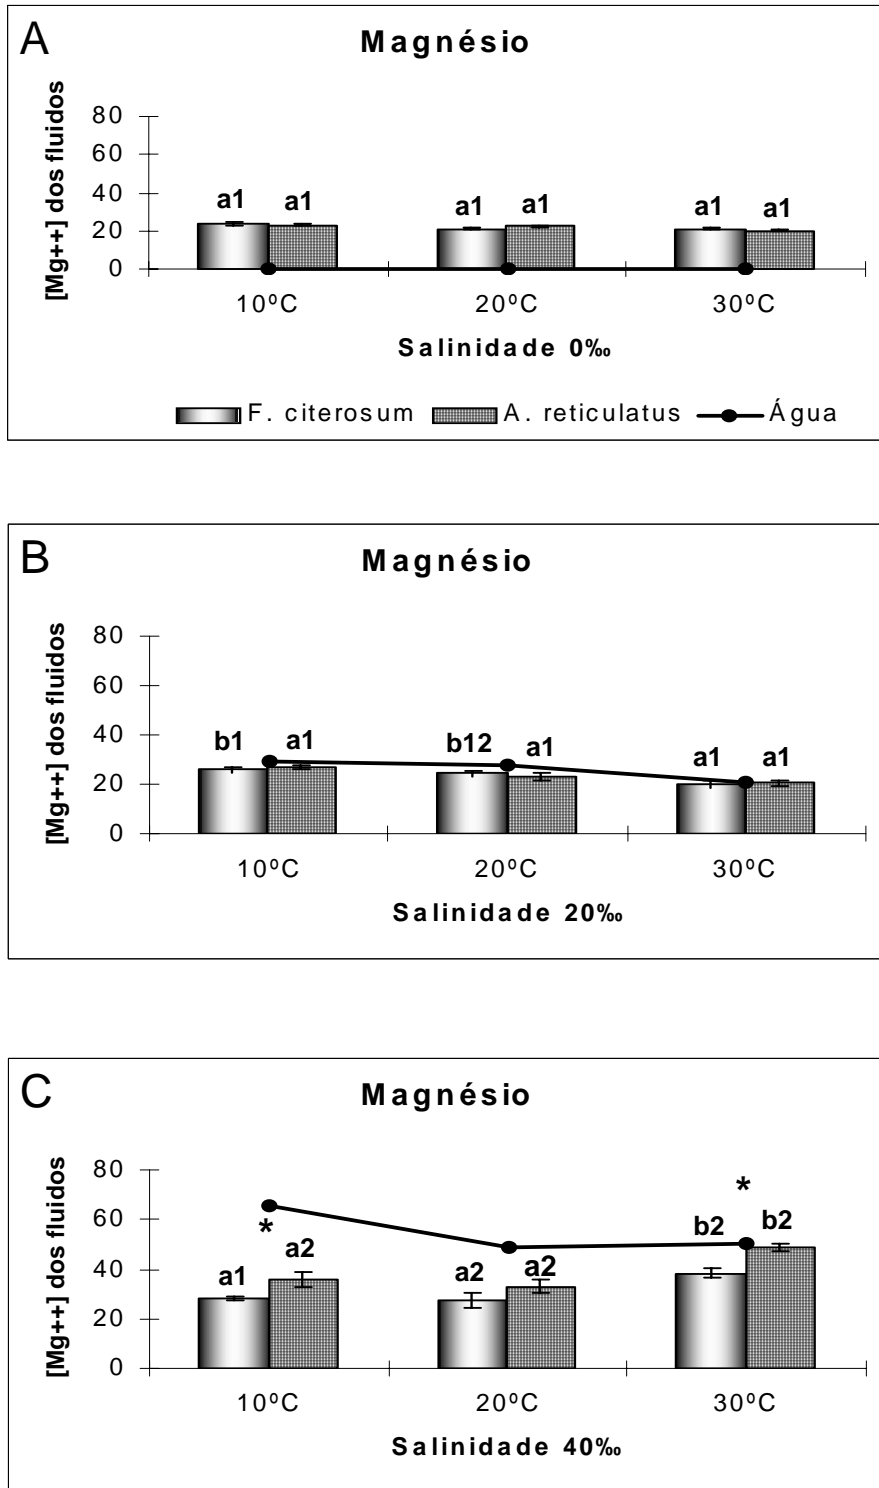 A
Magnésio
[Mg++] dos fluidos
80
60
40
20
0
a1 a1 a1 a1 a1 a1
10ºC 20ºC 30ºC
Salinidade 0‰
F. citerosum A. reticulatus Água
B
Magnésio
[Mg++] dos fluidos
80
60
40
20
0
b1 a1 b12 a1 a1 a1
10ºC 20ºC 30ºC
Salinidade 20‰
C
Magnésio
[Mg++] dos fluidos
80
60
40
20
0
* *
a1 a2 a2 a2 b2 b2
10ºC 20ºC 30ºC
Salinidade 40‰